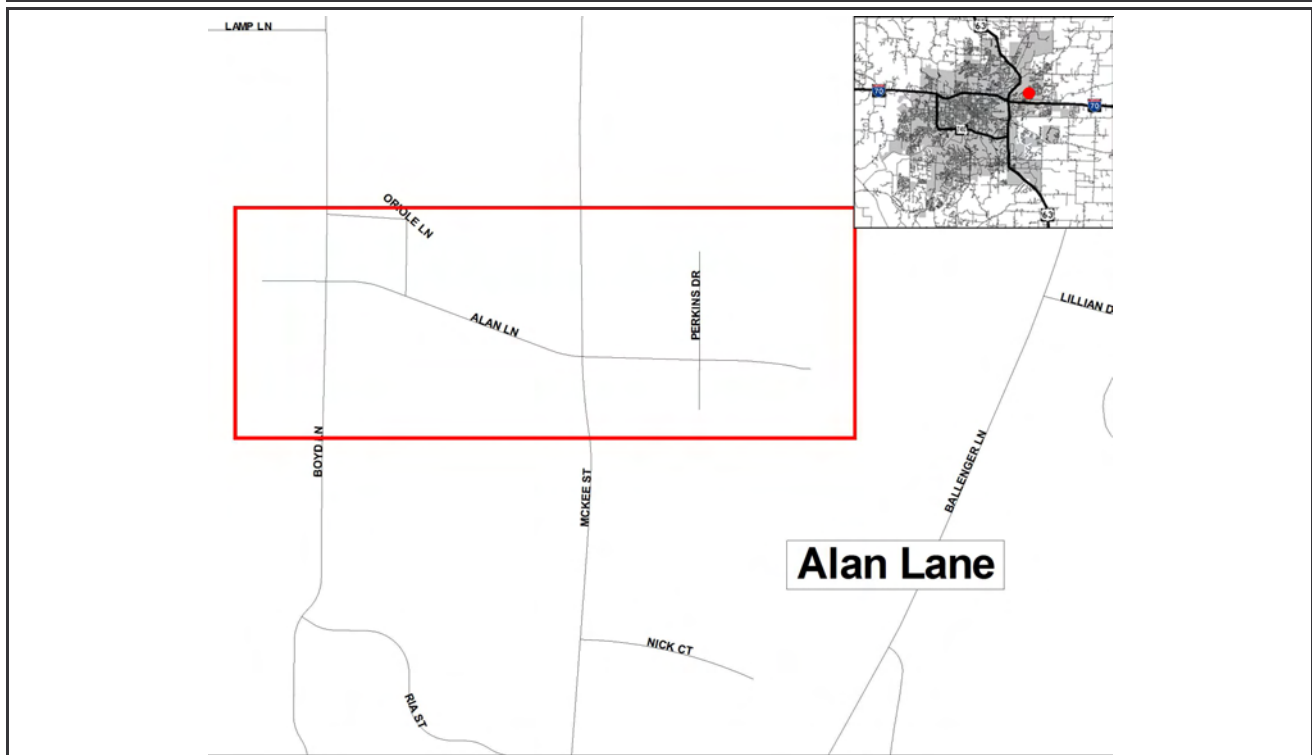 LAMP LN
63
70
70
63
ORIOLE LN
PERKINS DR
LILLIAN D
ALAN LN
BOYD LN
BALLENGER LN
MCKEE ST
Alan Lane
NICK CT
RIA ST